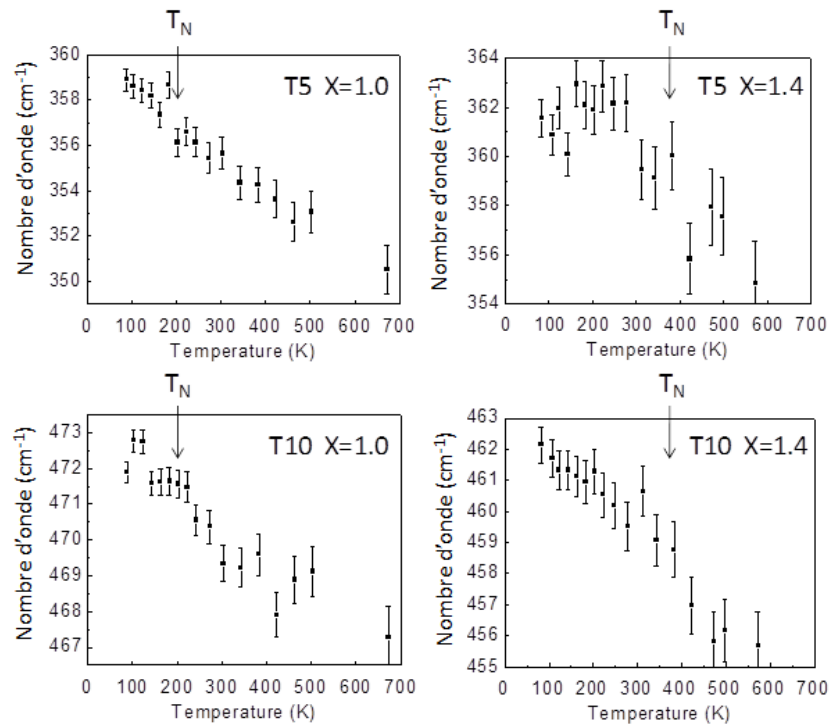 T_N
T_N
T5 X=1.0
T5 X=1.4
Nombre d'onde (cm⁻¹)
360
358
356
353
351
350
0 100 200 300 400 500 600 700
Temperature (K)
Nombre d'onde (cm⁻¹)
364
362
360
358
356
354
0 100 200 300 400 500 600 700
Temperature (K)
T_N
T_N
T10 X=1.0
T10 X=1.4
Nombre d'onde (cm⁻¹)
473
472
471
470
469
468
467
0 100 200 300 400 500 600 700
Temperature (K)
Nombre d'onde (cm⁻¹)
463
462
461
460
459
458
457
456
455
0 100 200 300 400 500 600 700
Temperature (K)